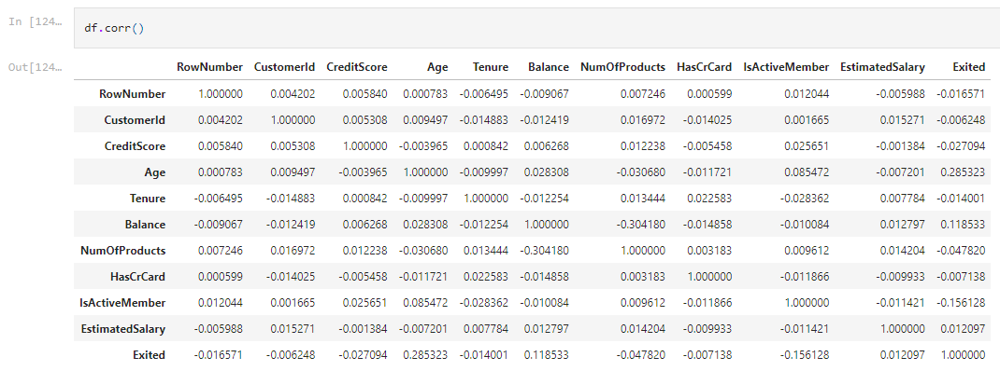 In [124…
df.corr()
Out[124…
RowNumber CustomerId CreditScore Age Tenure Balance NumOfProducts HasCrCard IsActiveMember EstimatedSalary Exited
RowNumber 1.000000 0.004202 0.005840 0.000783 -0.006495 -0.009067 0.007246 0.000599 0.012044 -0.005988 -0.016571
CustomerId 0.004202 1.000000 0.005308 0.009497 -0.014883 -0.012419 0.016972 -0.014025 0.001665 0.015271 -0.006248
CreditScore 0.005840 0.005308 1.000000 -0.003965 0.000842 0.006268 0.012238 -0.005458 0.025651 -0.001384 -0.027094
Age 0.000783 0.009497 -0.003965 1.000000 -0.009997 0.028308 -0.030680 -0.011721 0.085472 -0.007201 0.285323
Tenure -0.006495 -0.014883 0.000842 -0.009997 1.000000 -0.012254 0.013444 0.022583 -0.028362 0.007784 -0.014001
Balance -0.009067 -0.012419 0.006268 0.028308 -0.012254 1.000000 -0.304180 -0.014858 -0.010084 0.012797 0.118533
NumOfProducts 0.007246 0.016972 0.012238 -0.030680 0.013444 -0.304180 1.000000 0.003183 0.009612 0.014204 -0.047820
HasCrCard 0.000599 -0.014025 -0.005458 -0.011721 0.022583 -0.014858 0.003183 1.000000 -0.011866 -0.009933 -0.007138
IsActiveMember 0.012044 0.001665 0.025651 0.085472 -0.028362 -0.010084 0.009612 -0.011866 1.000000 -0.011421 -0.156128
EstimatedSalary -0.005988 0.015271 -0.001384 -0.007201 0.007784 0.012797 0.014204 -0.009933 -0.011421 1.000000 0.012097
Exited -0.016571 -0.006248 -0.027094 0.285323 -0.014001 0.118533 -0.047820 -0.007138 -0.156128 0.012097 1.000000